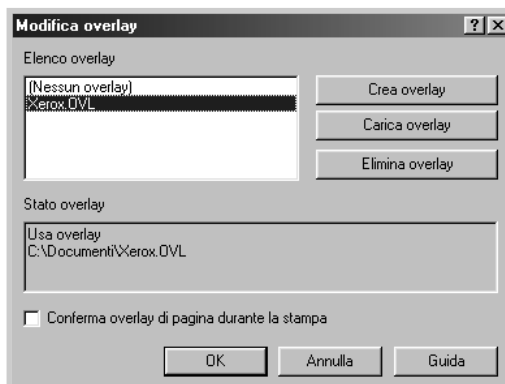 Modifica overlay
Elenco overlay
(Nessun overlay)
Xerox.OVL
Crea overlay
Carica overlay
Elimina overlay
Stato overlay
Usa overlay
C:\Documenti\Xerox.OVL
Conferma overlay di pagina durante la stampa
OK
Annulla
Guida